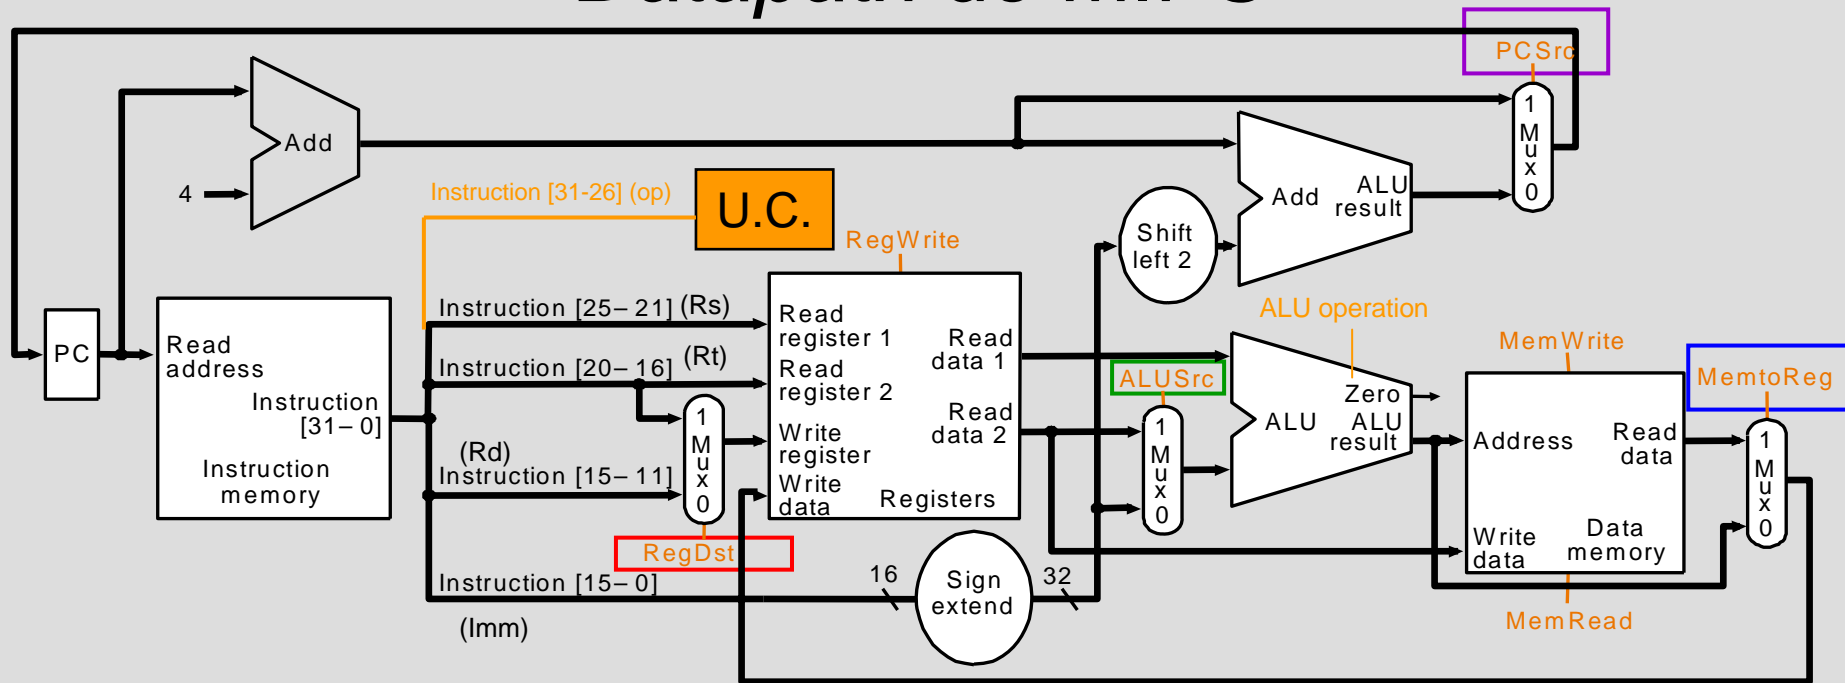 PCSrc
1
Mux
0
Add
4
Instruction [31-26] (op)
U.C.
RegWrite
Add
ALU
result
Shift
left 2
ALU operation
PC
Read
address
Instruction
[31–0]
Instruction
memory
Instruction [25–21] (Rs)
Instruction [20–16] (Rt)
(Rd)
Instruction [15–11]
1
Mux
0
RegDst
Read
register 1
Read
register 2
Write
register
Write
data
Read
data 1
Read
data 2
Registers
ALUSrc
1
Mux
0
Zero
ALU
ALU
result
MemWrite
Address
Read
data
Write
data
Data
memory
MemRead
MemtoReg
1
Mux
0
Instruction [15–0]
(Imm)
16
Sign
extend
32